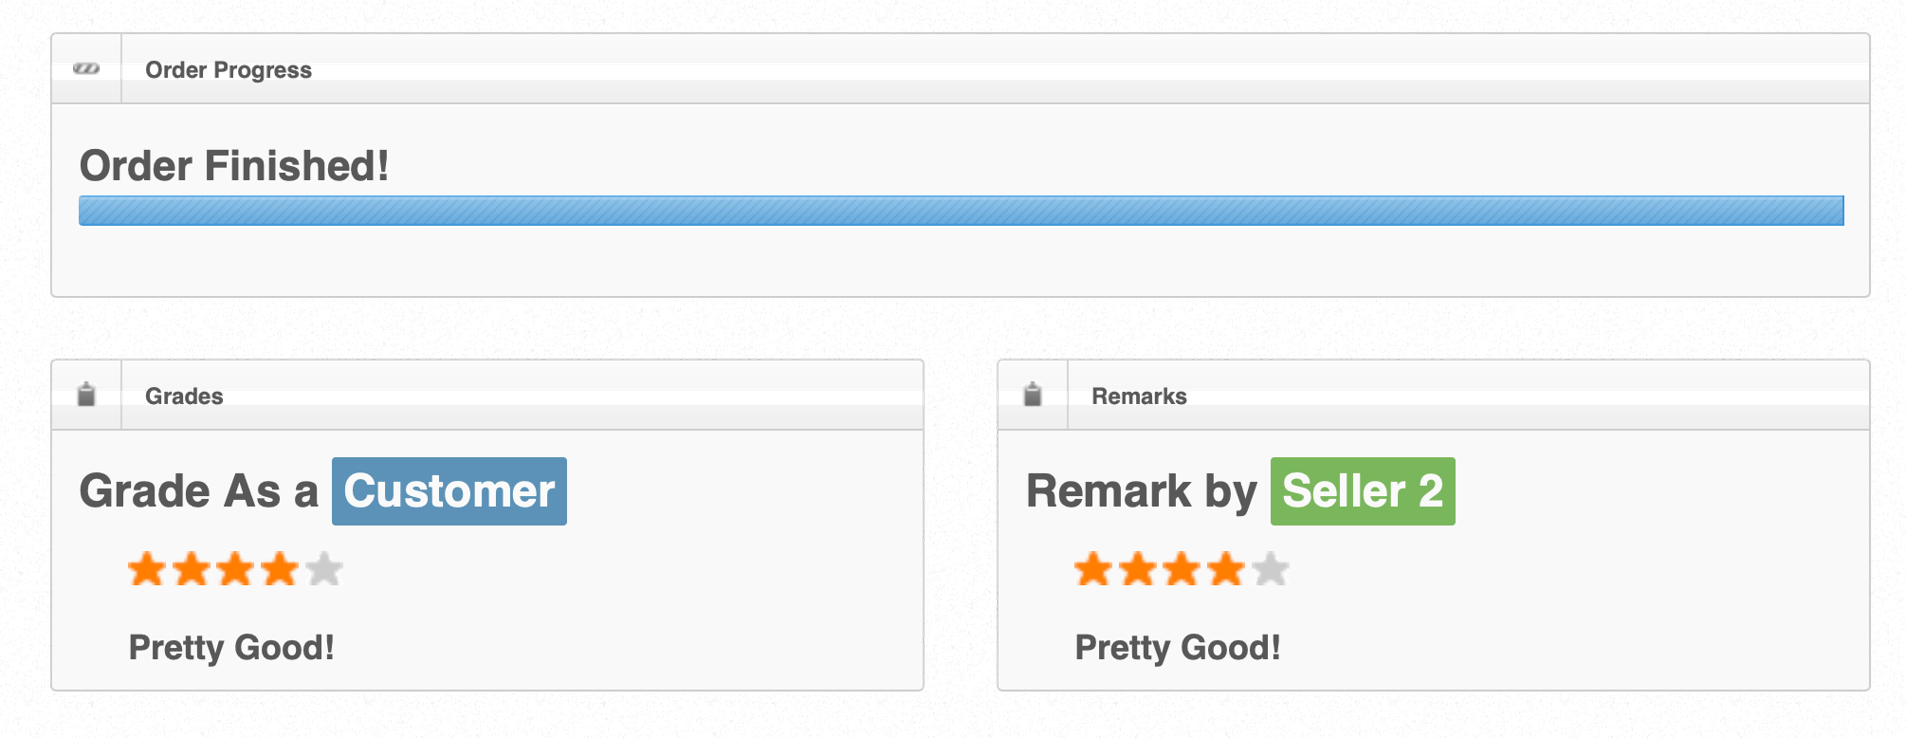 Order Progress
Order Finished!
Grades
Grade As a Customer
Pretty Good!
Remarks
Remark by Seller 2
Pretty Good!